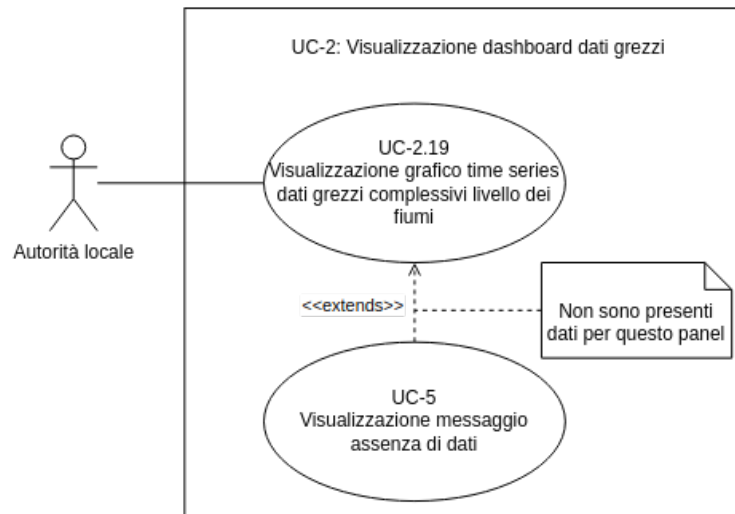 UC-2: Visualizzazione dashboard dati grezzi
UC-2.19
Visualizzazione grafico time series
dati grezzi complessivi livello dei
fiumi
Autorità locale
<<extends>>
Non sono presenti
dati per questo panel
UC-5
Visualizzazione messaggio
assenza di dati